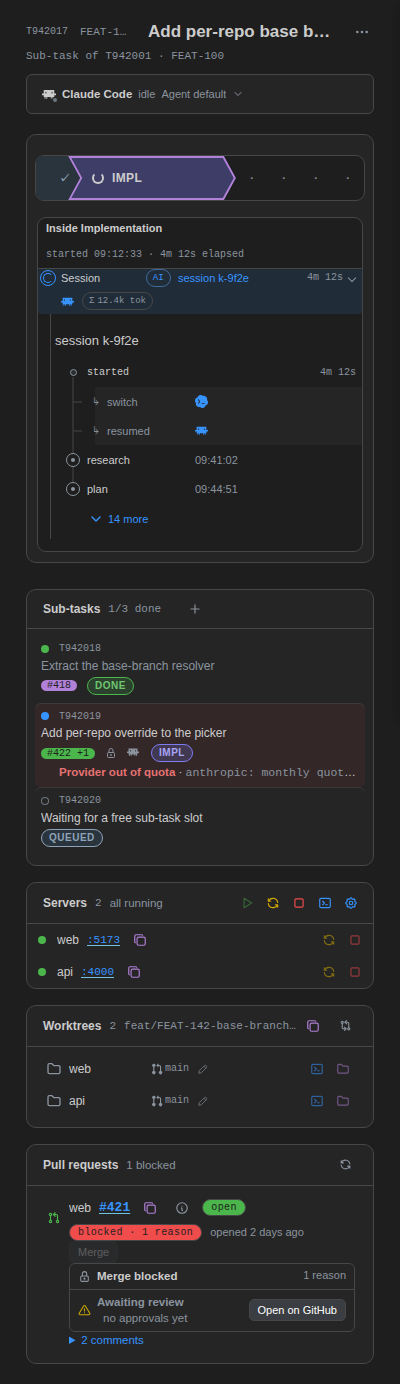 T942017 FEAT-1… Add per-repo base b… ···
Sub-task of T942001 · FEAT-100
Claude Code idle Agent default
✓ IMPL · · · ·
Inside Implementation
started 09:12:33 · 4m 12s elapsed
Session AI session k-9f2e 4m 12s
Σ 12.4k tok
session k-9f2e
started 4m 12s
↳ switch
↳ resumed
research 09:41:02
plan 09:44:51
14 more
Sub-tasks 1/3 done +
T942018
Extract the base-branch resolver
#418 DONE
T942019
Add per-repo override to the picker
#422 +1 IMPL
Provider out of quota · anthropic: monthly quot…
T942020
Waiting for a free sub-task slot
QUEUED
Servers 2 all running
web :5173
api :4000
Worktrees 2 feat/FEAT-142-base-branch…
web main
api main
Pull requests 1 blocked
web #421 open
blocked · 1 reason opened 2 days ago
Merge
Merge blocked 1 reason
Awaiting review
no approvals yet
Open on GitHub
▶ 2 comments